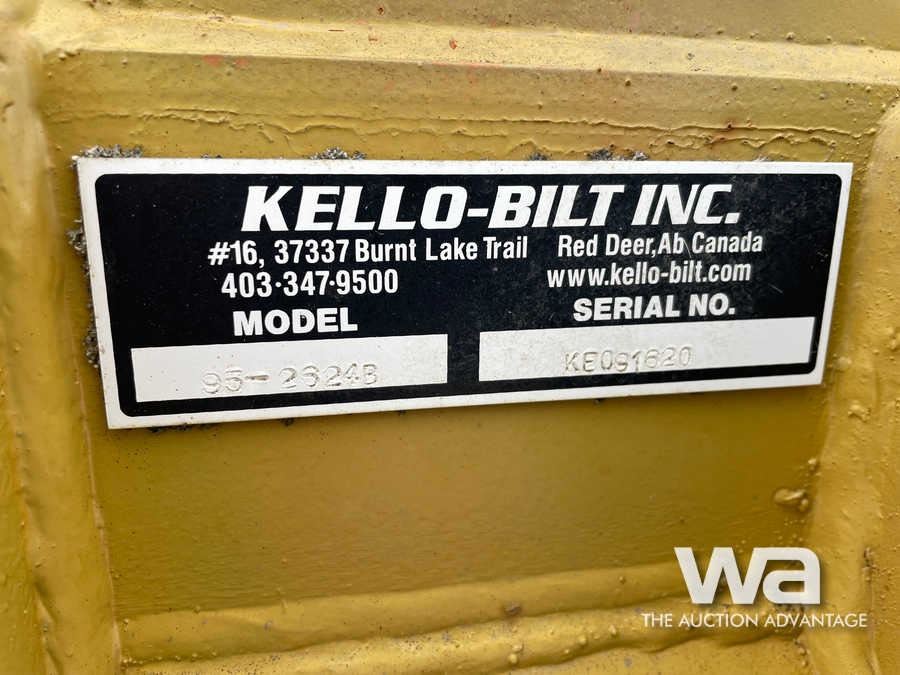 KELLO-BILT INC.
#16, 37337 Burnt Lake Trail Red Deer, Ab Canada
403·347·9500 www.kello-bilt.com
MODEL SERIAL NO.
95-2624B KE091620
wa
THE AUCTION ADVANTAGE